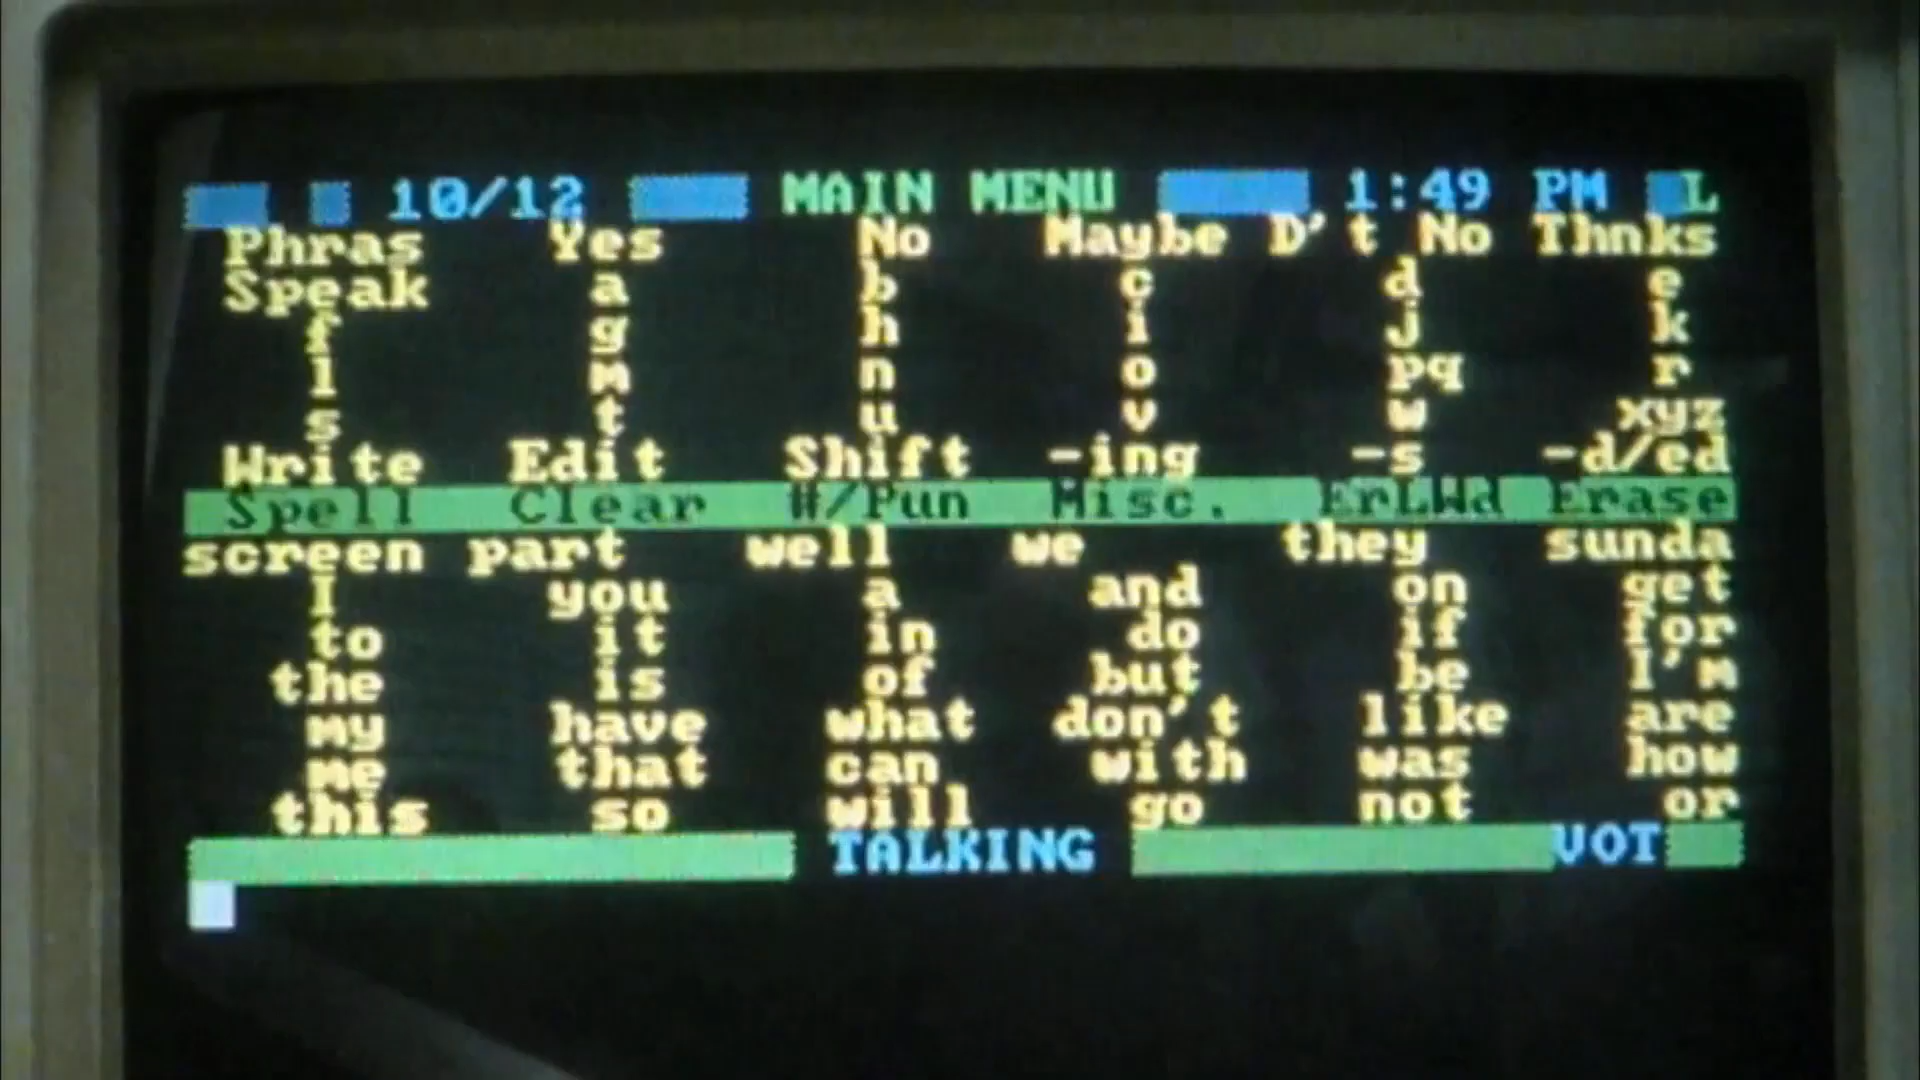 10/12 MAIN MENU 1:49 PM L
Phras Yes No Maybe D't No Thnks
Speak a b c d e
f g h i j k
l m n o pq r
s t u v w xyz
Write Edit Shift -ing -s -d/ed
Spell Clear #/Pun Misc. ErLWd Erase
screen part well we they sunda
I you a and on get
to it in do if for
the is of but be I'm
my have what don't like are
me that can with was how
this so will go not or
TALKING VOT